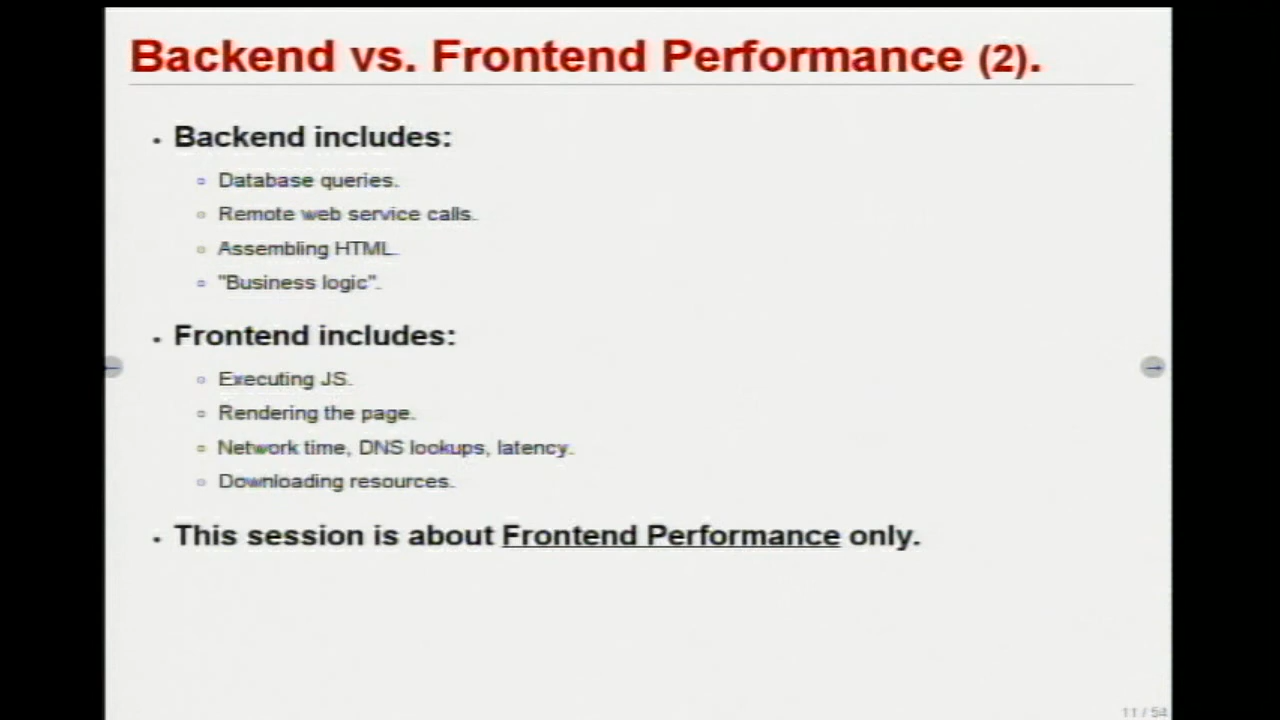 Backend vs. Frontend Performance (2).
Backend includes:
Database queries.
Remote web service calls.
Assembling HTML.
"Business logic".
Frontend includes:
Executing JS.
Rendering the page.
Network time, DNS lookups, latency.
Downloading resources.
This session is about Frontend Performance only.
11 / 54